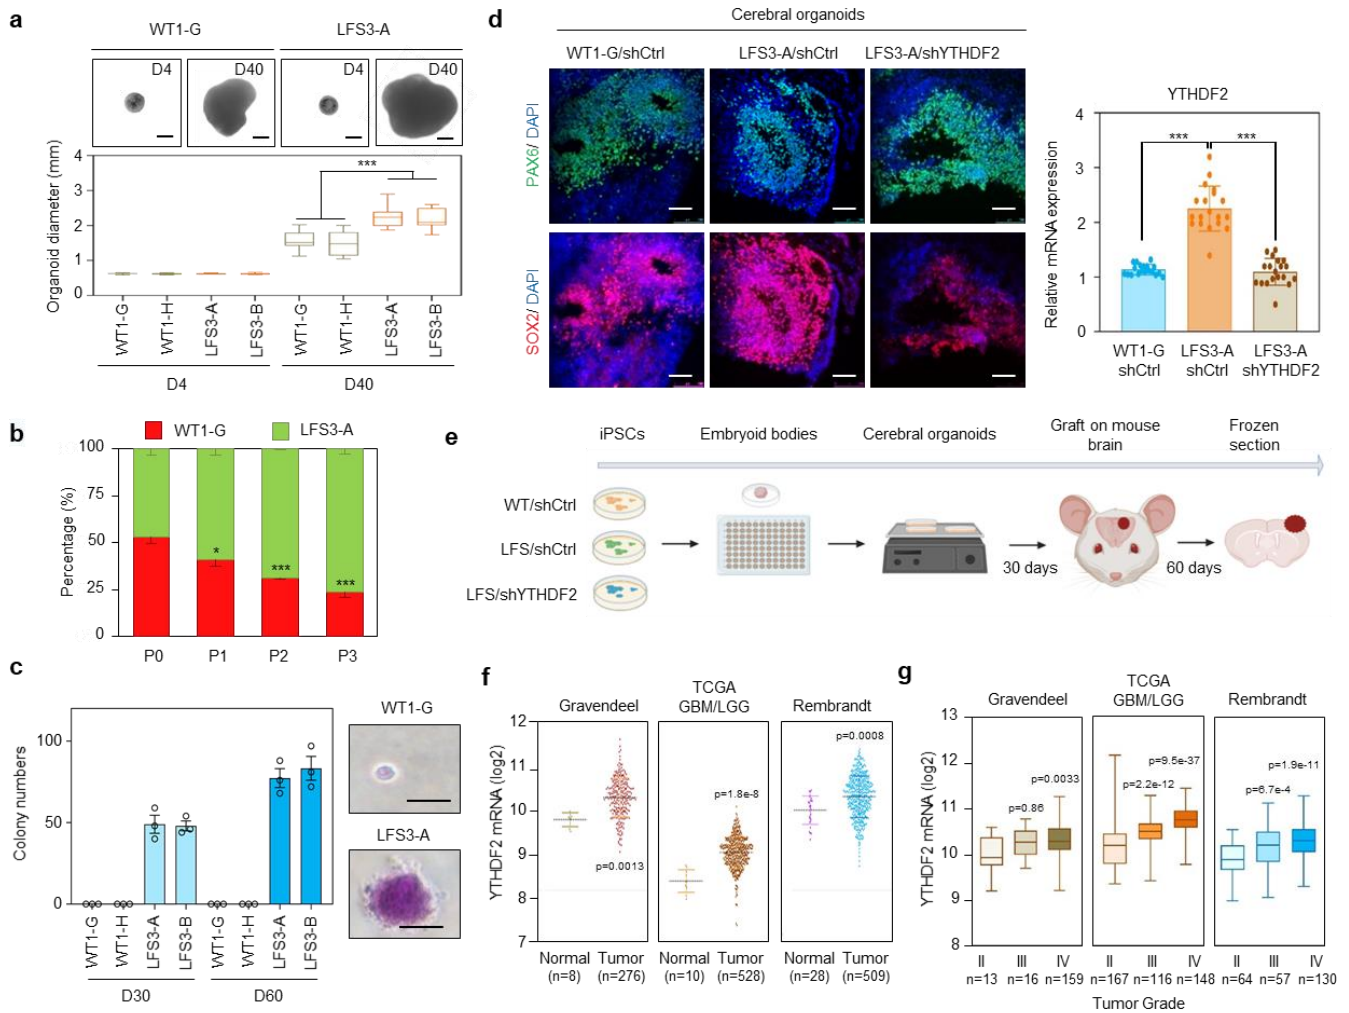 a
WT1-G
LFS3-A
D4
D40
D4
D40
Organoid diameter (mm)
4
3
2
1
0
***
WT1-G
WT1-H
LFS3-A
LFS3-B
WT1-G
WT1-H
LFS3-A
LFS3-B
D4
D40
b
WT1-G
LFS3-A
Percentage (%)
100
75
50
25
0
*
***
***
P0
P1
P2
P3
c
Colony numbers
100
50
0
WT1-G
WT1-H
LFS3-A
LFS3-B
WT1-G
WT1-H
LFS3-A
LFS3-B
D30
D60
WT1-G
LFS3-A
d
Cerebral organoids
WT1-G/shCtrl
LFS3-A/shCtrl
LFS3-A/shYTHDF2
PAX6/ DAPI
SOX2/ DAPI
YTHDF2
Relative mRNA expression
4
3
2
1
0
***
***
WT1-G
shCtrl
LFS3-A
shCtrl
LFS3-A
shYTHDF2
e
iPSCs
Embryoid bodies
Cerebral organoids
Graft on mouse
brain
Frozen
section
WT/shCtrl
LFS/shCtrl
LFS/shYTHDF2
30 days
60 days
f
Gravendeel
TCGA
GBM/LGG
Rembrandt
YTHDF2 mRNA (log2)
12
11
10
9
8
7
p=0.0013
p=1.8e-8
p=0.0008
Normal
(n=8)
Tumor
(n=276)
Normal
(n=10)
Tumor
(n=528)
Normal
(n=28)
Tumor
(n=509)
g
Gravendeel
TCGA
GBM/LGG
Rembrandt
YTHDF2 mRNA (log2)
13
12
11
10
9
8
p=0.86
p=0.0033
p=2.2e-12
p=9.5e-37
p=6.7e-4
p=1.9e-11
II
III
IV
II
III
IV
II
III
IV
n=13
n=16
n=159
n=167
n=116
n=148
n=64
n=57
n=130
Tumor Grade